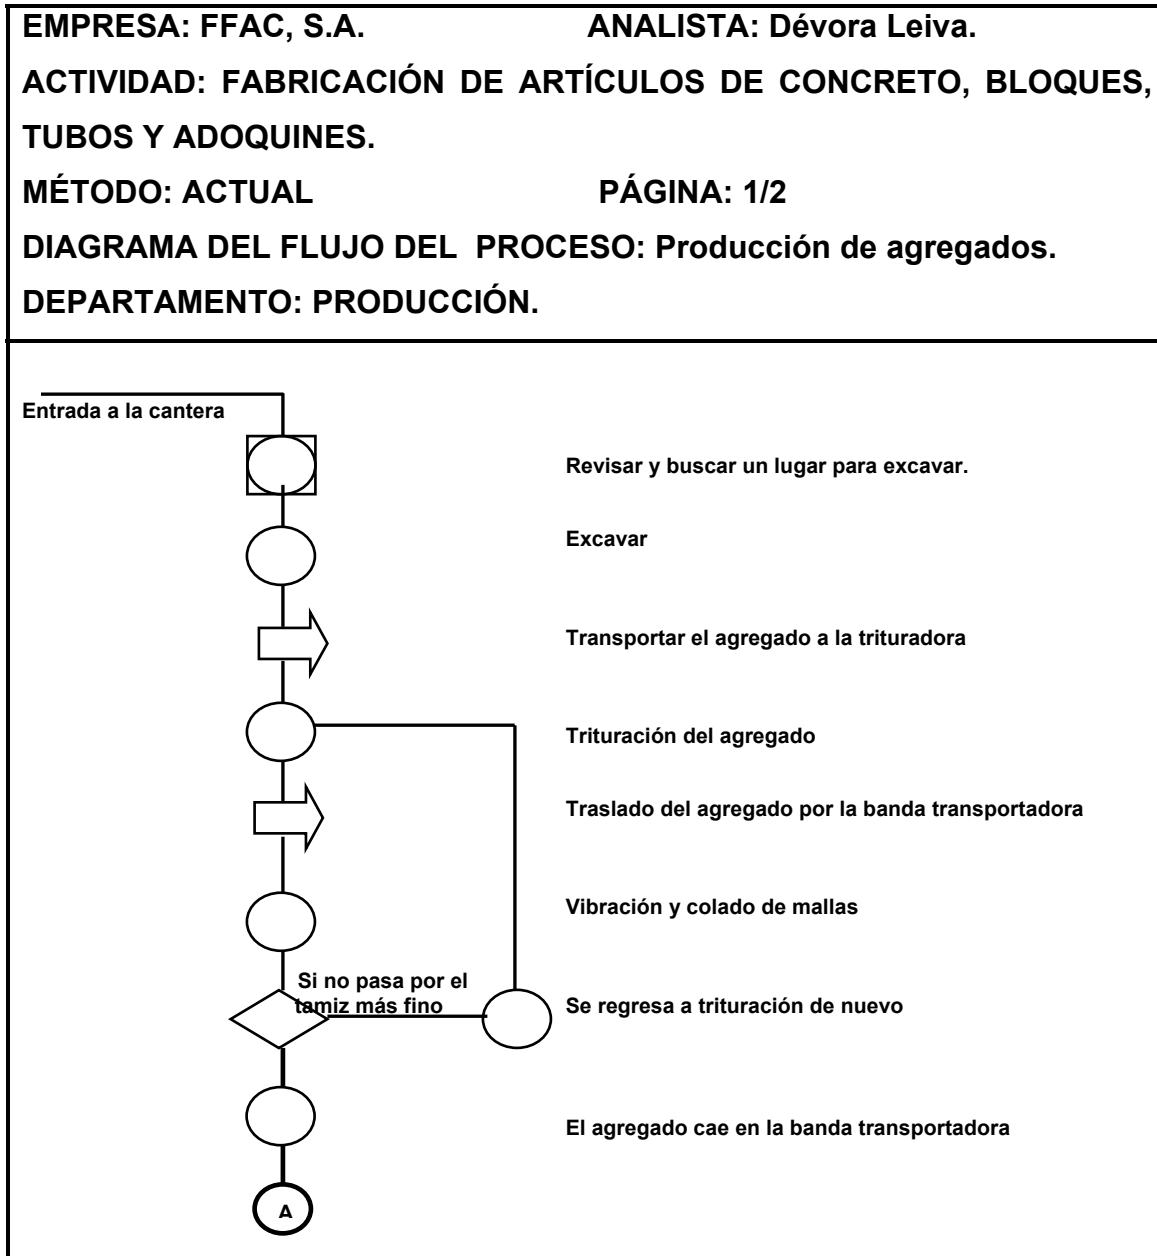 EMPRESA: FFAC, S.A. ANALISTA: Dévora Leiva.
ACTIVIDAD: FABRICACIÓN DE ARTÍCULOS DE CONCRETO, BLOQUES,
TUBOS Y ADOQUINES.
MÉTODO: ACTUAL PÁGINA: 1/2
DIAGRAMA DEL FLUJO DEL PROCESO: Producción de agregados.
DEPARTAMENTO: PRODUCCIÓN.
Entrada a la cantera
Revisar y buscar un lugar para excavar.
Excavar
Transportar el agregado a la trituradora
Trituración del agregado
Traslado del agregado por la banda transportadora
Vibración y colado de mallas
Si no pasa por el
tamiz más fino
Se regresa a trituración de nuevo
El agregado cae en la banda transportadora
A